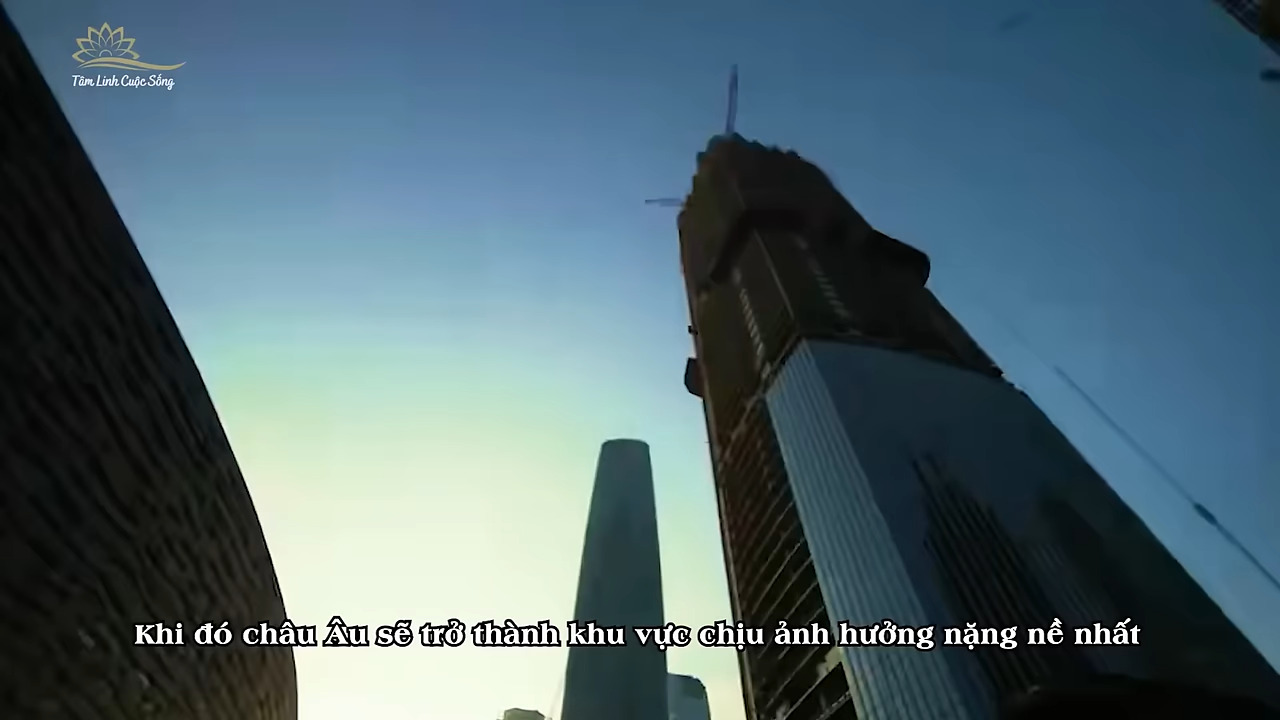 Tâm Linh Cuộc Sống
Khi đó châu Âu sẽ trở thành khu vực chịu ảnh hưởng nặng nề nhất